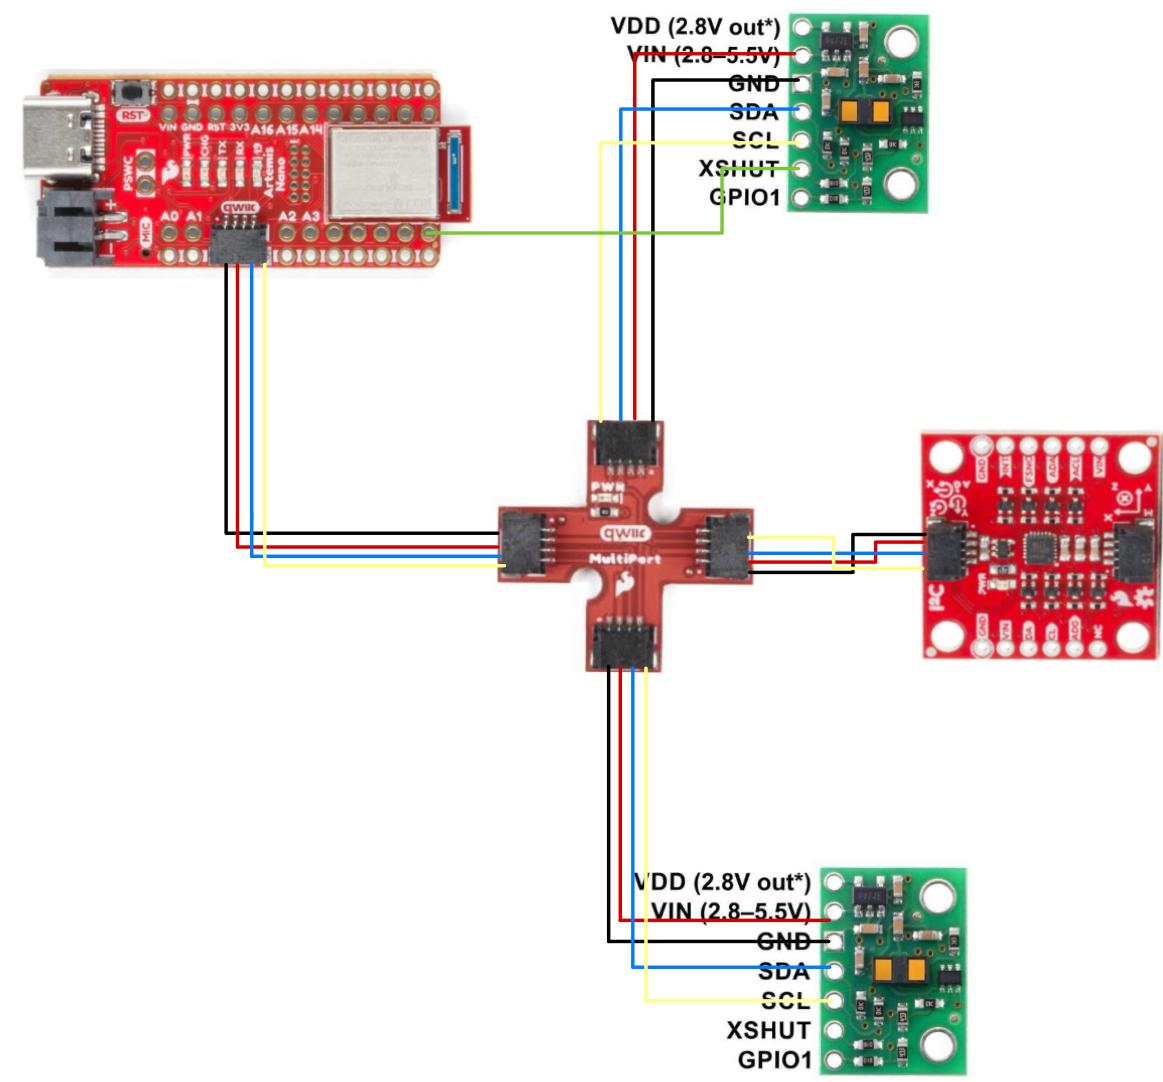 VDD (2.8V out*)
VIN (2.8–5.5V)
GND
SDA
SCL
XSHUT
GPIO1
RST
VIN GND RST 3V3 A16 A15 A14
PSWC
PWR
CHG
TX
RX
19
Artemis
Nano
qwiic
MIC
A0 A1
A2 A3
PWR
qwiic
MultiPort
GND
ADA
ACL
VIN
PWR
I²C
GND
VIN
DA
CL
ADO
NC
VDD (2.8V out*)
VIN (2.8–5.5V)
GND
SDA
SCL
XSHUT
GPIO1